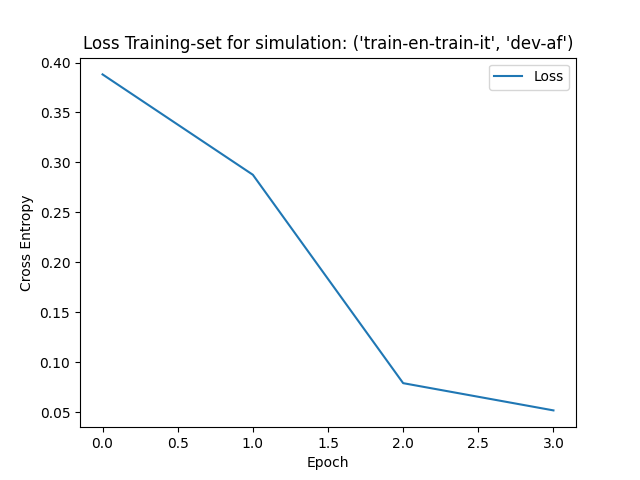 Loss Training-set for simulation: ('train-en-train-it', 'dev-af')
0.40
0.35
0.30
0.25
0.20
0.15
0.10
0.05
Cross Entropy
Loss
0.0 0.5 1.0 1.5 2.0 2.5 3.0
Epoch